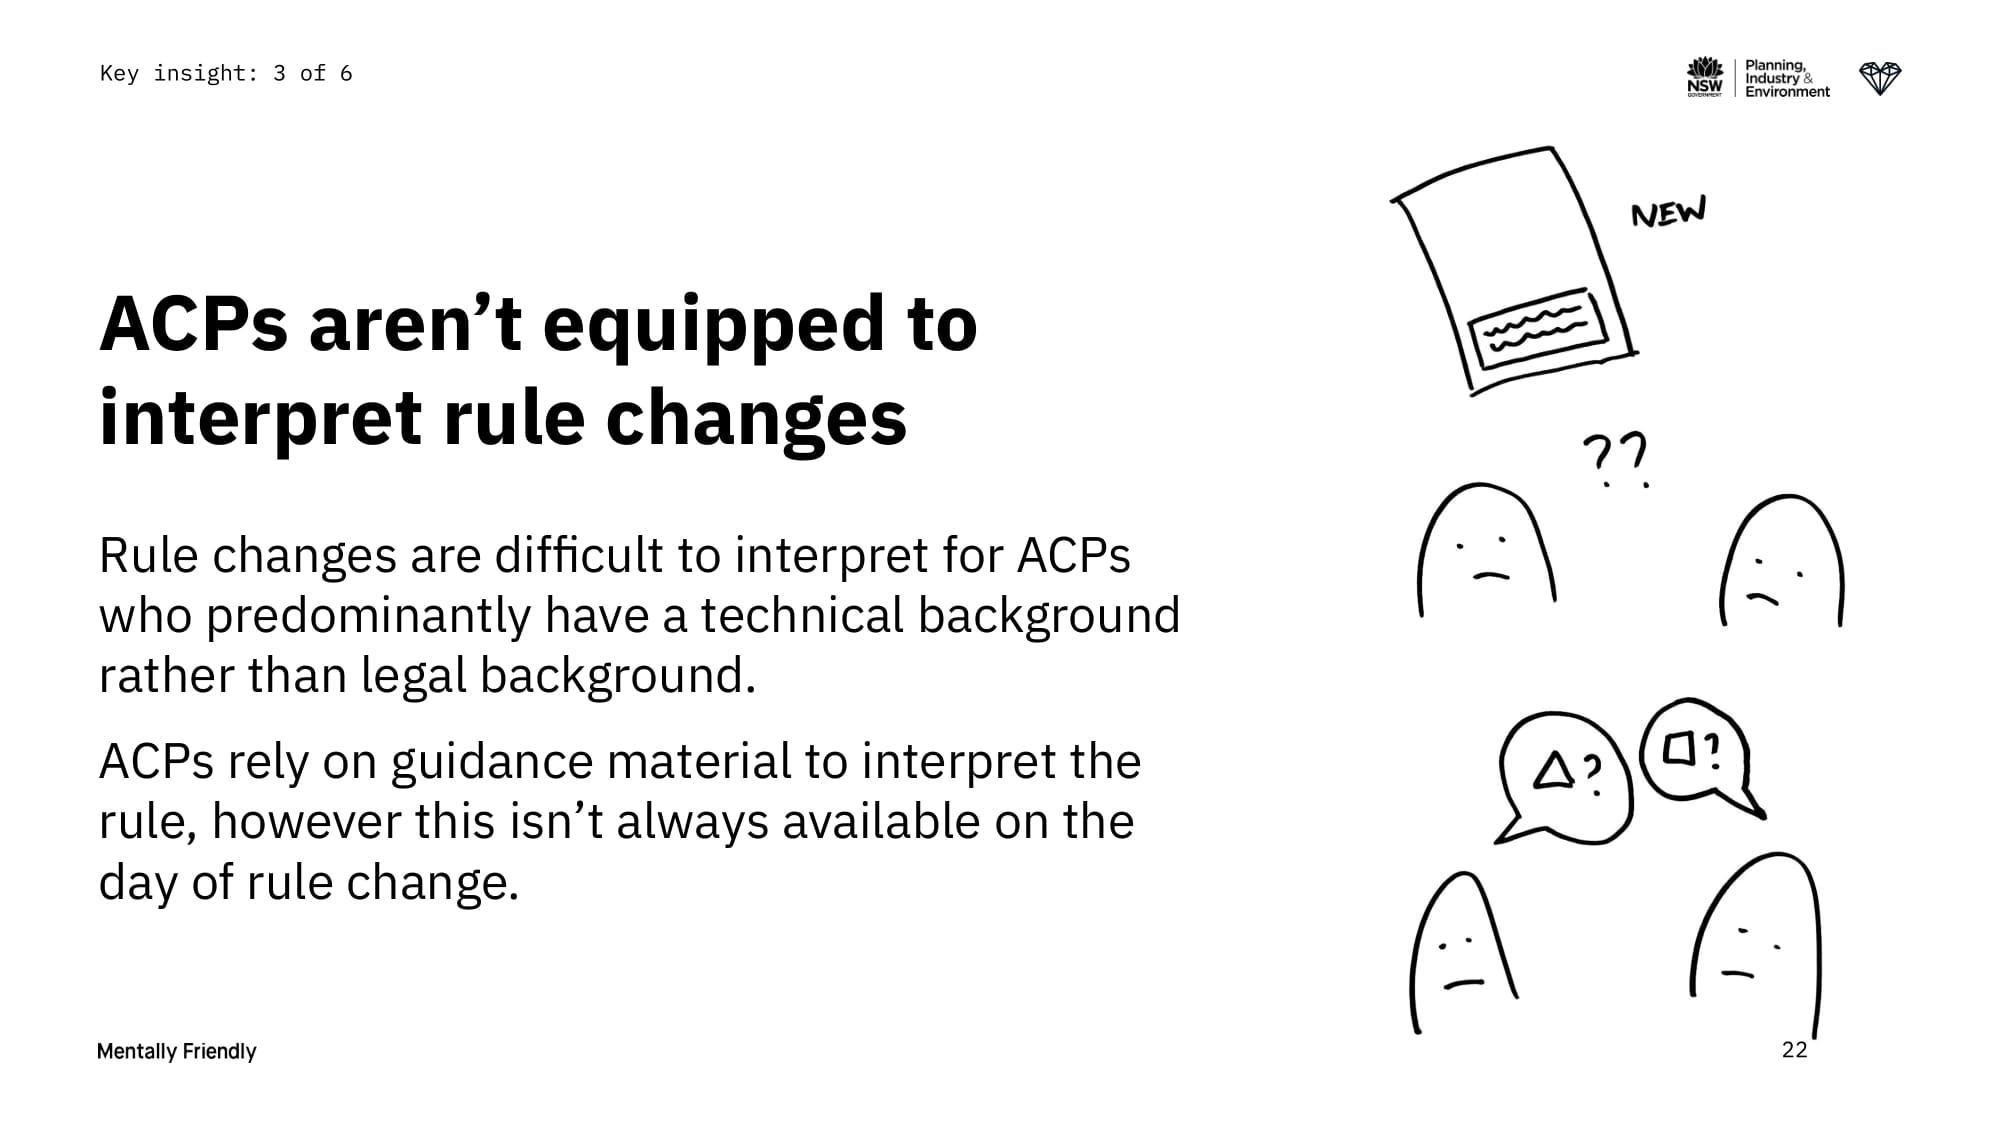 Key insight: 3 of 6
NSW
GOVERNMENT
Planning,
Industry &
Environment
NEW
ACPs aren’t equipped to
interpret rule changes
??
Rule changes are difficult to interpret for ACPs
who predominantly have a technical background
rather than legal background.
ACPs rely on guidance material to interpret the
rule, however this isn’t always available on the
day of rule change.
?
?
Mentally Friendly
22